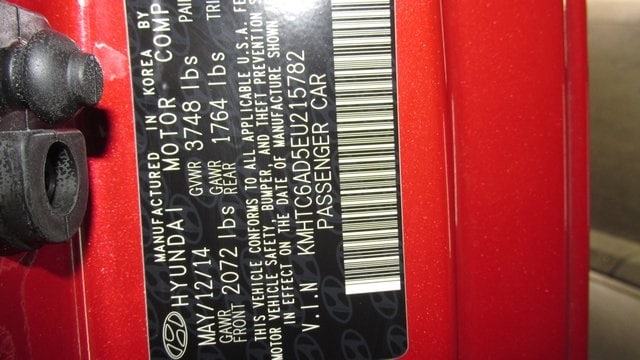 MANUFACTURED IN KOREA BY
HYUNDAI MOTOR COMP
MAY/12/14 GVWR 3748 lbs PAI
GAWR FRONT 2072 lbs GAWR REAR 1764 lbs TRI
THIS VEHICLE CONFORMS TO ALL APPLICABLE U.S.A. FE
MOTOR VEHICLE SAFETY, BUMPER, AND THEFT PREVENTION S
IN EFFECT ON THE DATE OF MANUFACTURE SHOWN
V.I.N KMHTC6AD5EU215782
PASSENGER CAR